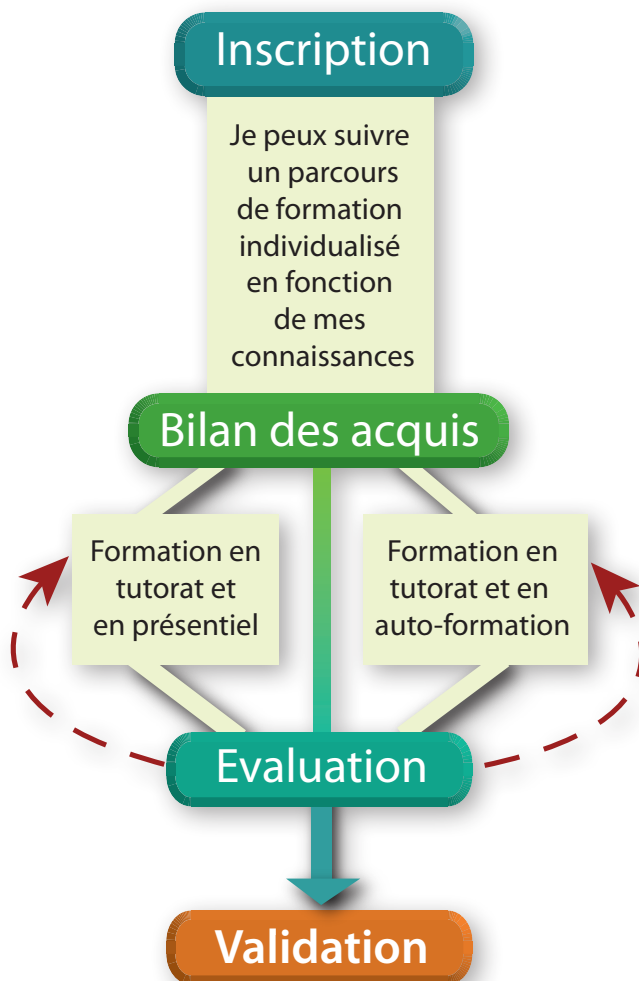 Inscription
Je peux suivre
un parcours
de formation
individualisé
en fonction
de mes
connaissances
Bilan des acquis
Formation en
tutorat et
en présentiel
Formation en
tutorat et en
auto-formation
Evaluation
Validation